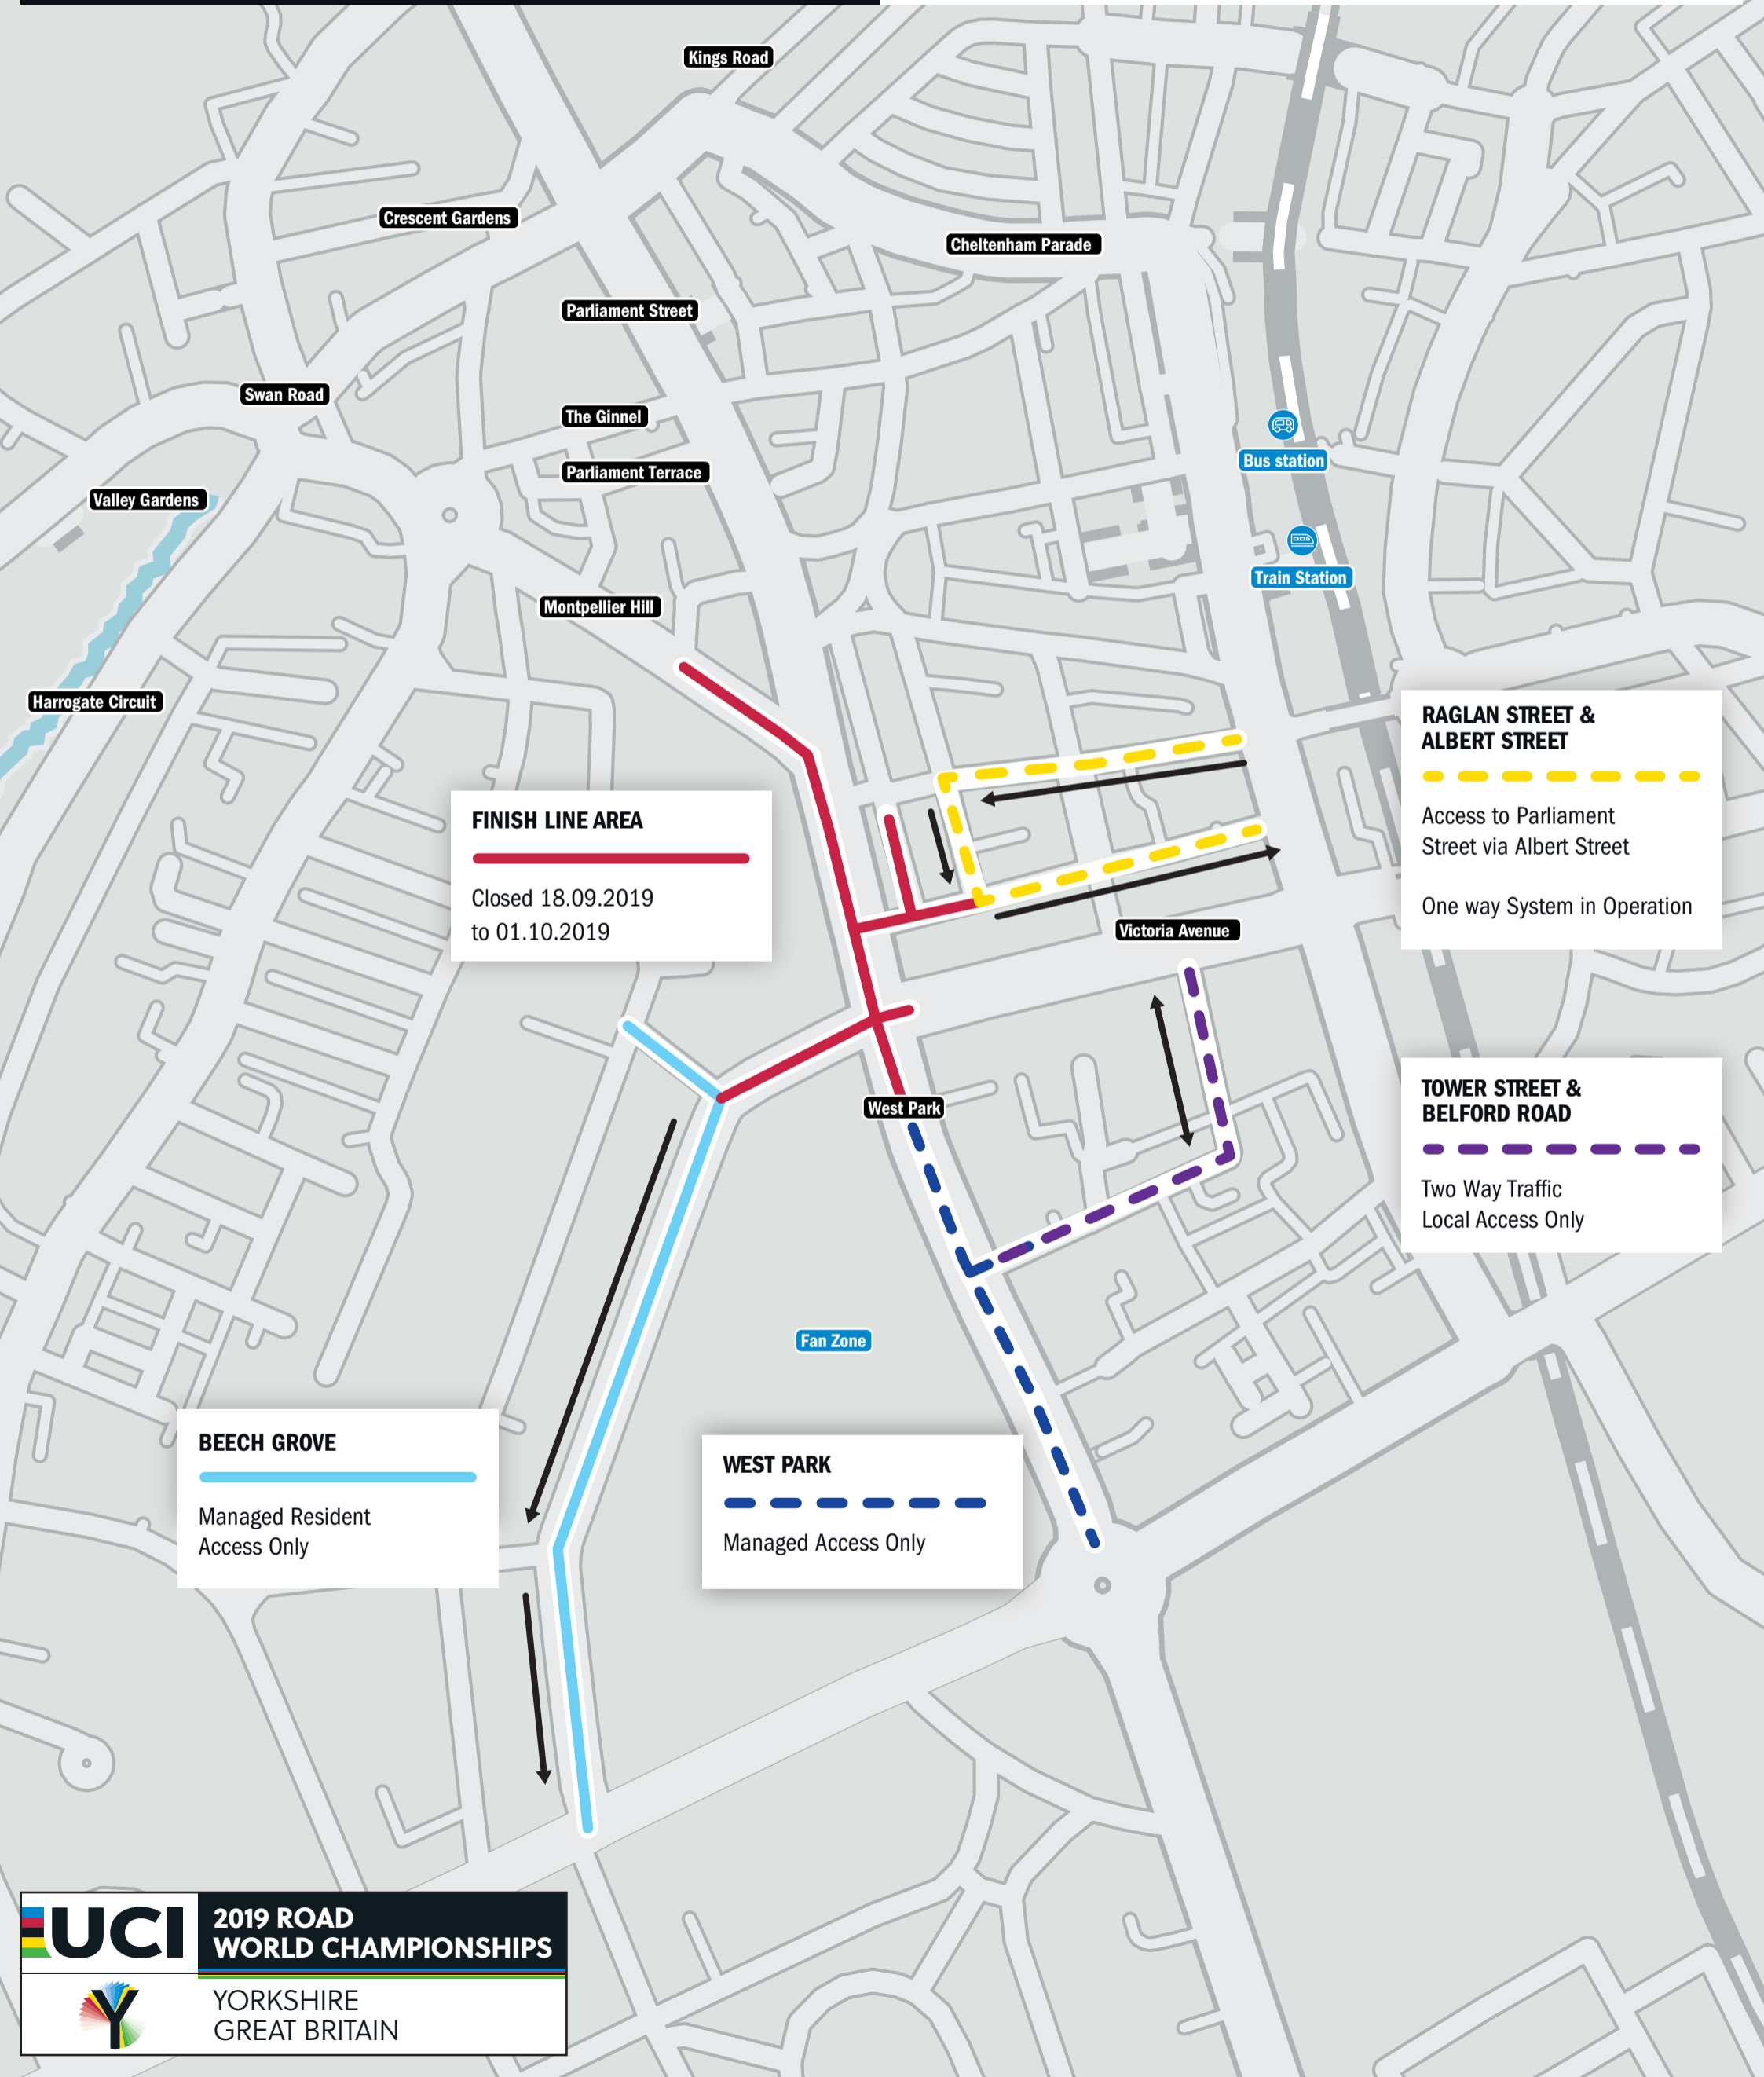 Kings Road
Crescent Gardens
Cheltenham Parade
Parliament Street
Swan Road
The Ginnel
Bus station
Parliament Terrace
Valley Gardens
Train Station
Montpellier Hill
Harrogate Circuit
RAGLAN STREET &
ALBERT STREET
Access to Parliament
Street via Albert Street
One way System in Operation
FINISH LINE AREA
Closed 18.09.2019
to 01.10.2019
Victoria Avenue
West Park
TOWER STREET &
BELFORD ROAD
Two Way Traffic
Local Access Only
Fan Zone
BEECH GROVE
Managed Resident
Access Only
WEST PARK
Managed Access Only
UCI
2019 ROAD
WORLD CHAMPIONSHIPS
Y
YORKSHIRE
GREAT BRITAIN